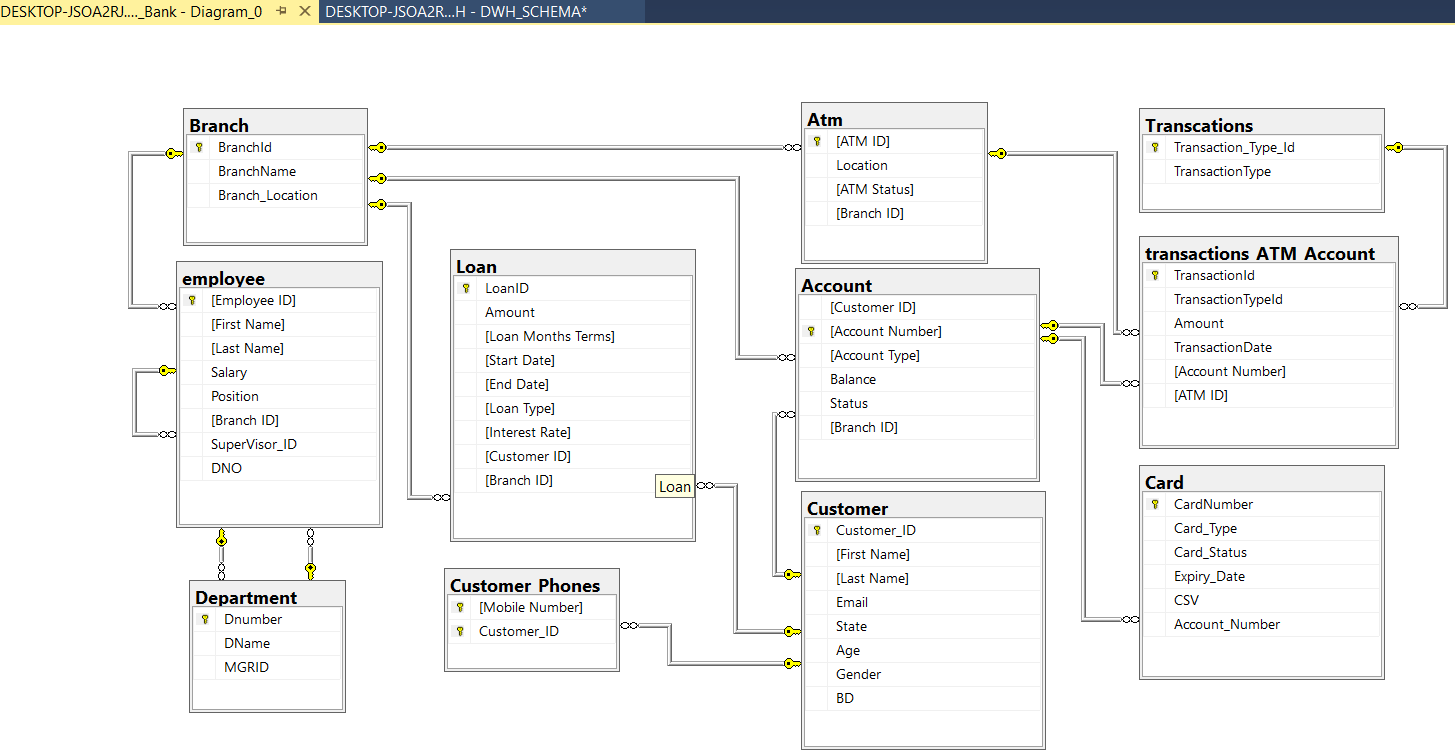 DESKTOP-JSOA2RJ...._Bank - Diagram_0
DESKTOP-JSOA2R...H - DWH_SCHEMA*
Branch
BranchId
BranchName
Branch_Location
employee
[Employee ID]
[First Name]
[Last Name]
Salary
Position
[Branch ID]
SuperVisor_ID
DNO
Department
Dnumber
DName
MGRID
Loan
LoanID
Amount
[Loan Months Terms]
[Start Date]
[End Date]
[Loan Type]
[Interest Rate]
[Customer ID]
[Branch ID]
Loan
Customer_Phones
[Mobile Number]
Customer_ID
Atm
[ATM ID]
Location
[ATM Status]
[Branch ID]
Account
[Customer ID]
[Account Number]
[Account Type]
Balance
Status
[Branch ID]
Customer
Customer_ID
[First Name]
[Last Name]
Email
State
Age
Gender
BD
Transcations
Transaction_Type_Id
TransactionType
transactions_ATM_Account
TransactionId
TransactionTypeId
Amount
TransactionDate
[Account Number]
[ATM ID]
Card
CardNumber
Card_Type
Card_Status
Expiry_Date
CSV
Account_Number